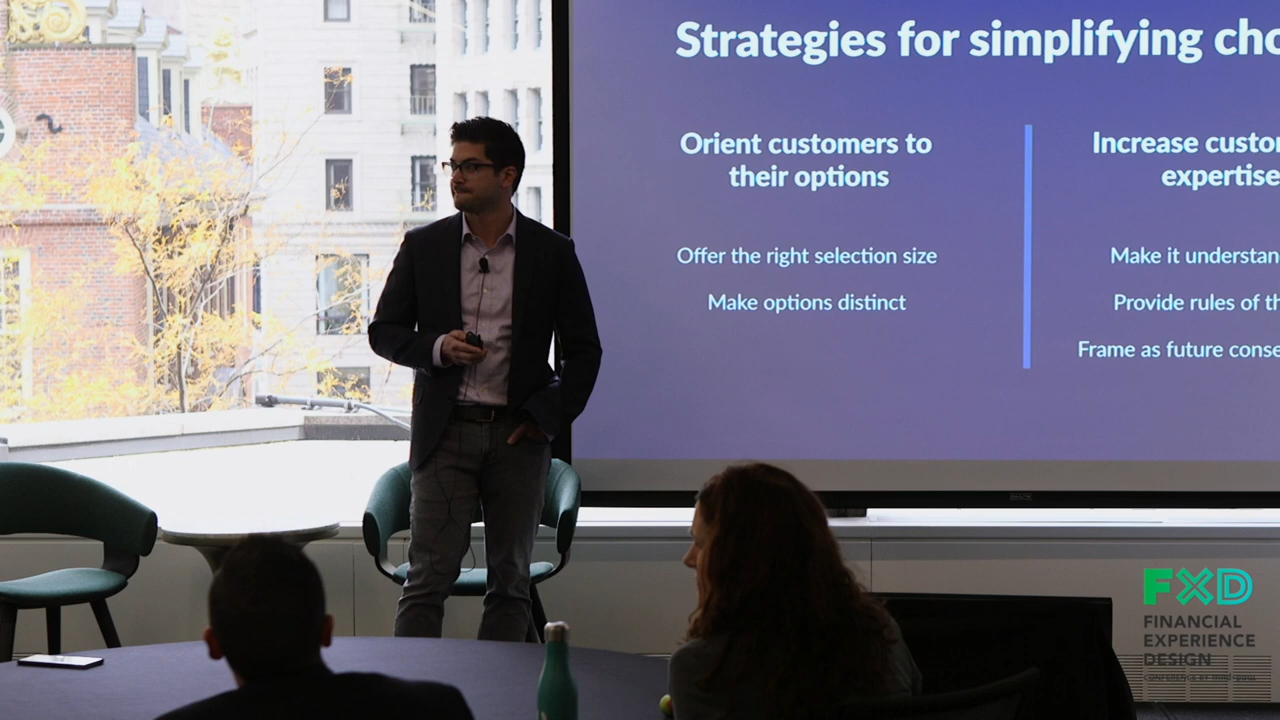 Strategies for simplifying cho
Orient customers to
their options
Offer the right selection size
Make options distinct
Increase custo
expertise
Make it understan
Provide rules of th
Frame as future conse
FXD
FINANCIAL
EXPERIENCE
DESIGN